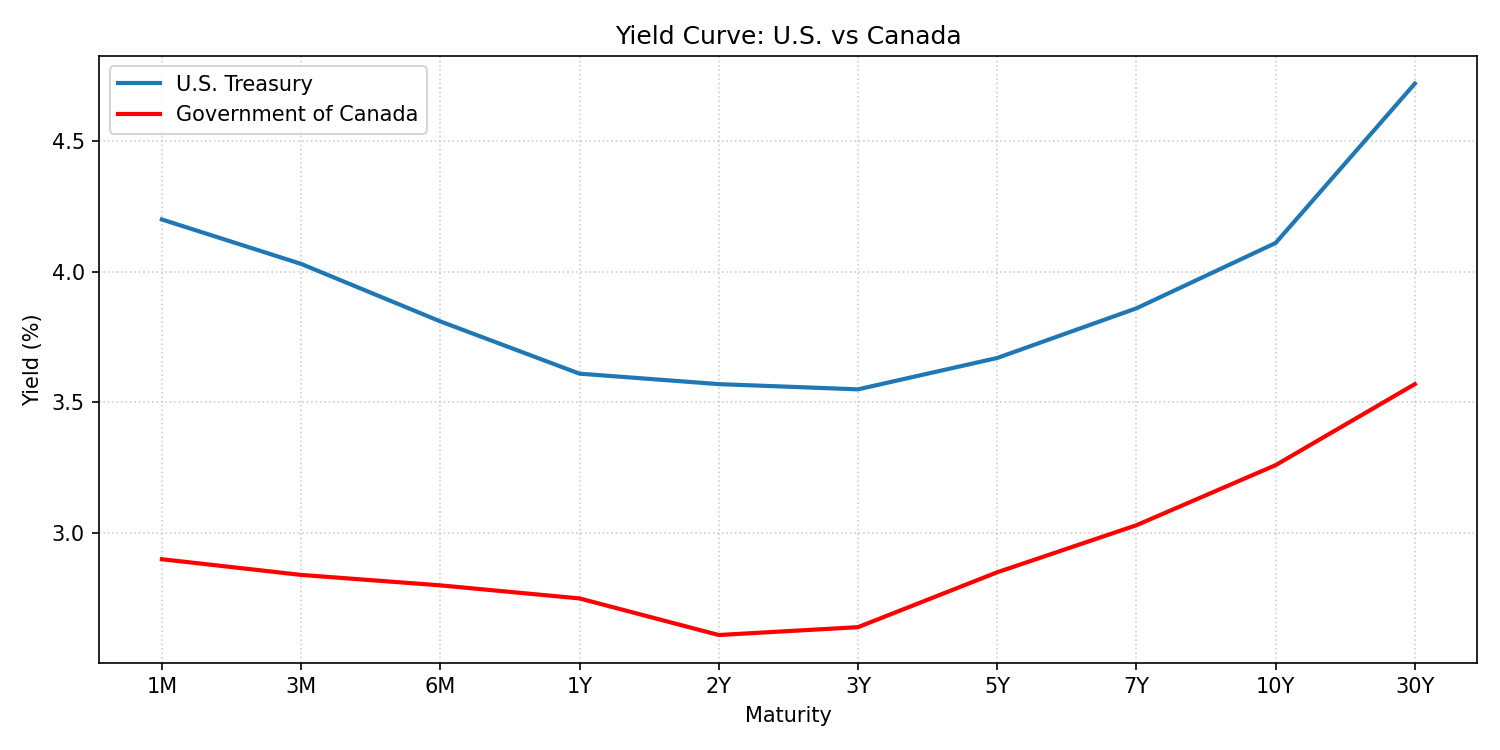 Yield Curve: U.S. vs Canada
U.S. Treasury
Government of Canada
4.5
4.0
3.5
3.0
Yield (%)
1M 3M 6M 1Y 2Y 3Y 5Y 7Y 10Y 30Y
Maturity